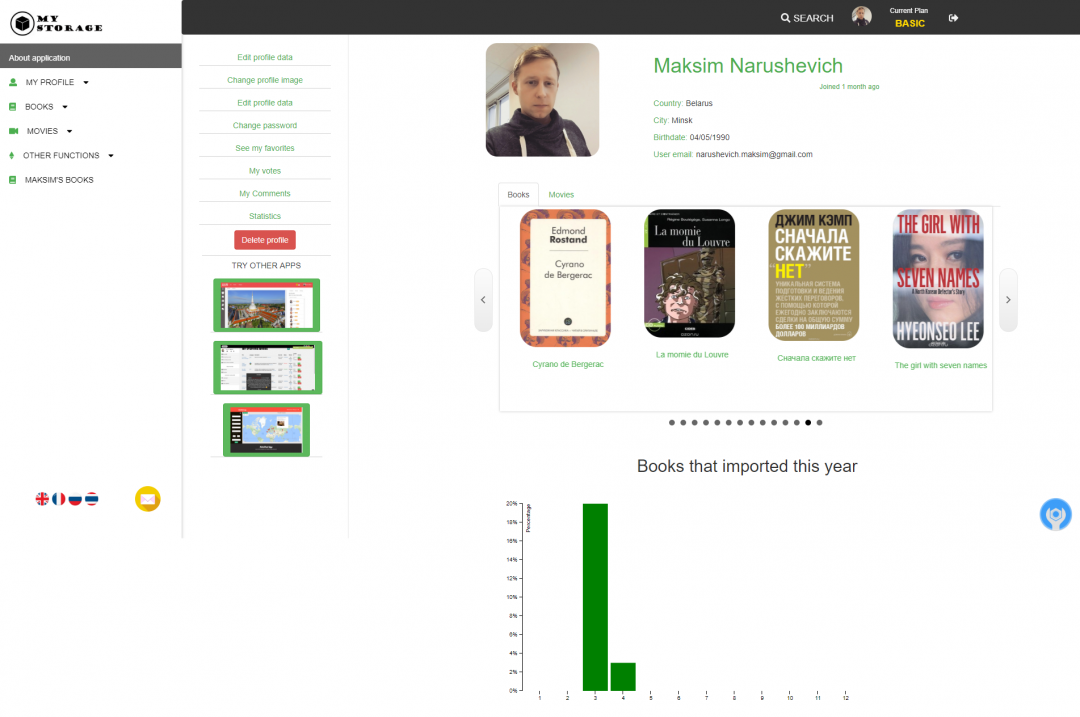 MY
STORAGE
SEARCH
Current Plan
BASIC
About application
MY PROFILE
BOOKS
MOVIES
OTHER FUNCTIONS
MAKSIM'S BOOKS
Edit profile data
Change profile image
Edit profile data
Change password
See my favorites
My votes
My Comments
Statistics
Delete profile
TRY OTHER APPS
Maksim Narushevich
Joined 1 month ago
Country: Belarus
City: Minsk
Birthdate: 04/05/1990
User email: narushevich.maksim@gmail.com
Books
Movies
Edmond
Rostand
Cyrano
de Bergerac
Cyrano de Bergerac
La momie
du Louvre
La momie du Louvre
ДЖИМ КЭМП
СНАЧАЛА
СКАЖИТЕ
"НЕТ"
УНИКАЛЬНАЯ СИСТЕМА
ПОДГОТОВКИ И ВЕДЕНИЯ
ЖЕСТКИХ ПЕРЕГОВОРОВ,
С ПОМОЩЬЮ КОТОРОЙ
ЕЖЕГОДНО ЗАКЛЮЧАЮТСЯ
СДЕЛКИ НА ОБЩУЮ СУММУ
БОЛЕЕ 100 МИЛЛИАРДОВ
ДОЛЛАРОВ
Сначала скажите нет
THE GIRL WITH
SEVEN NAMES
A North Korean Defector's Story
HYEONSEO LEE
The girl with seven names
Books that imported this year
Percentage
20%
18%
16%
14%
12%
10%
8%
6%
4%
2%
0%
1 2 3 4 5 6 7 8 9 10 11 12